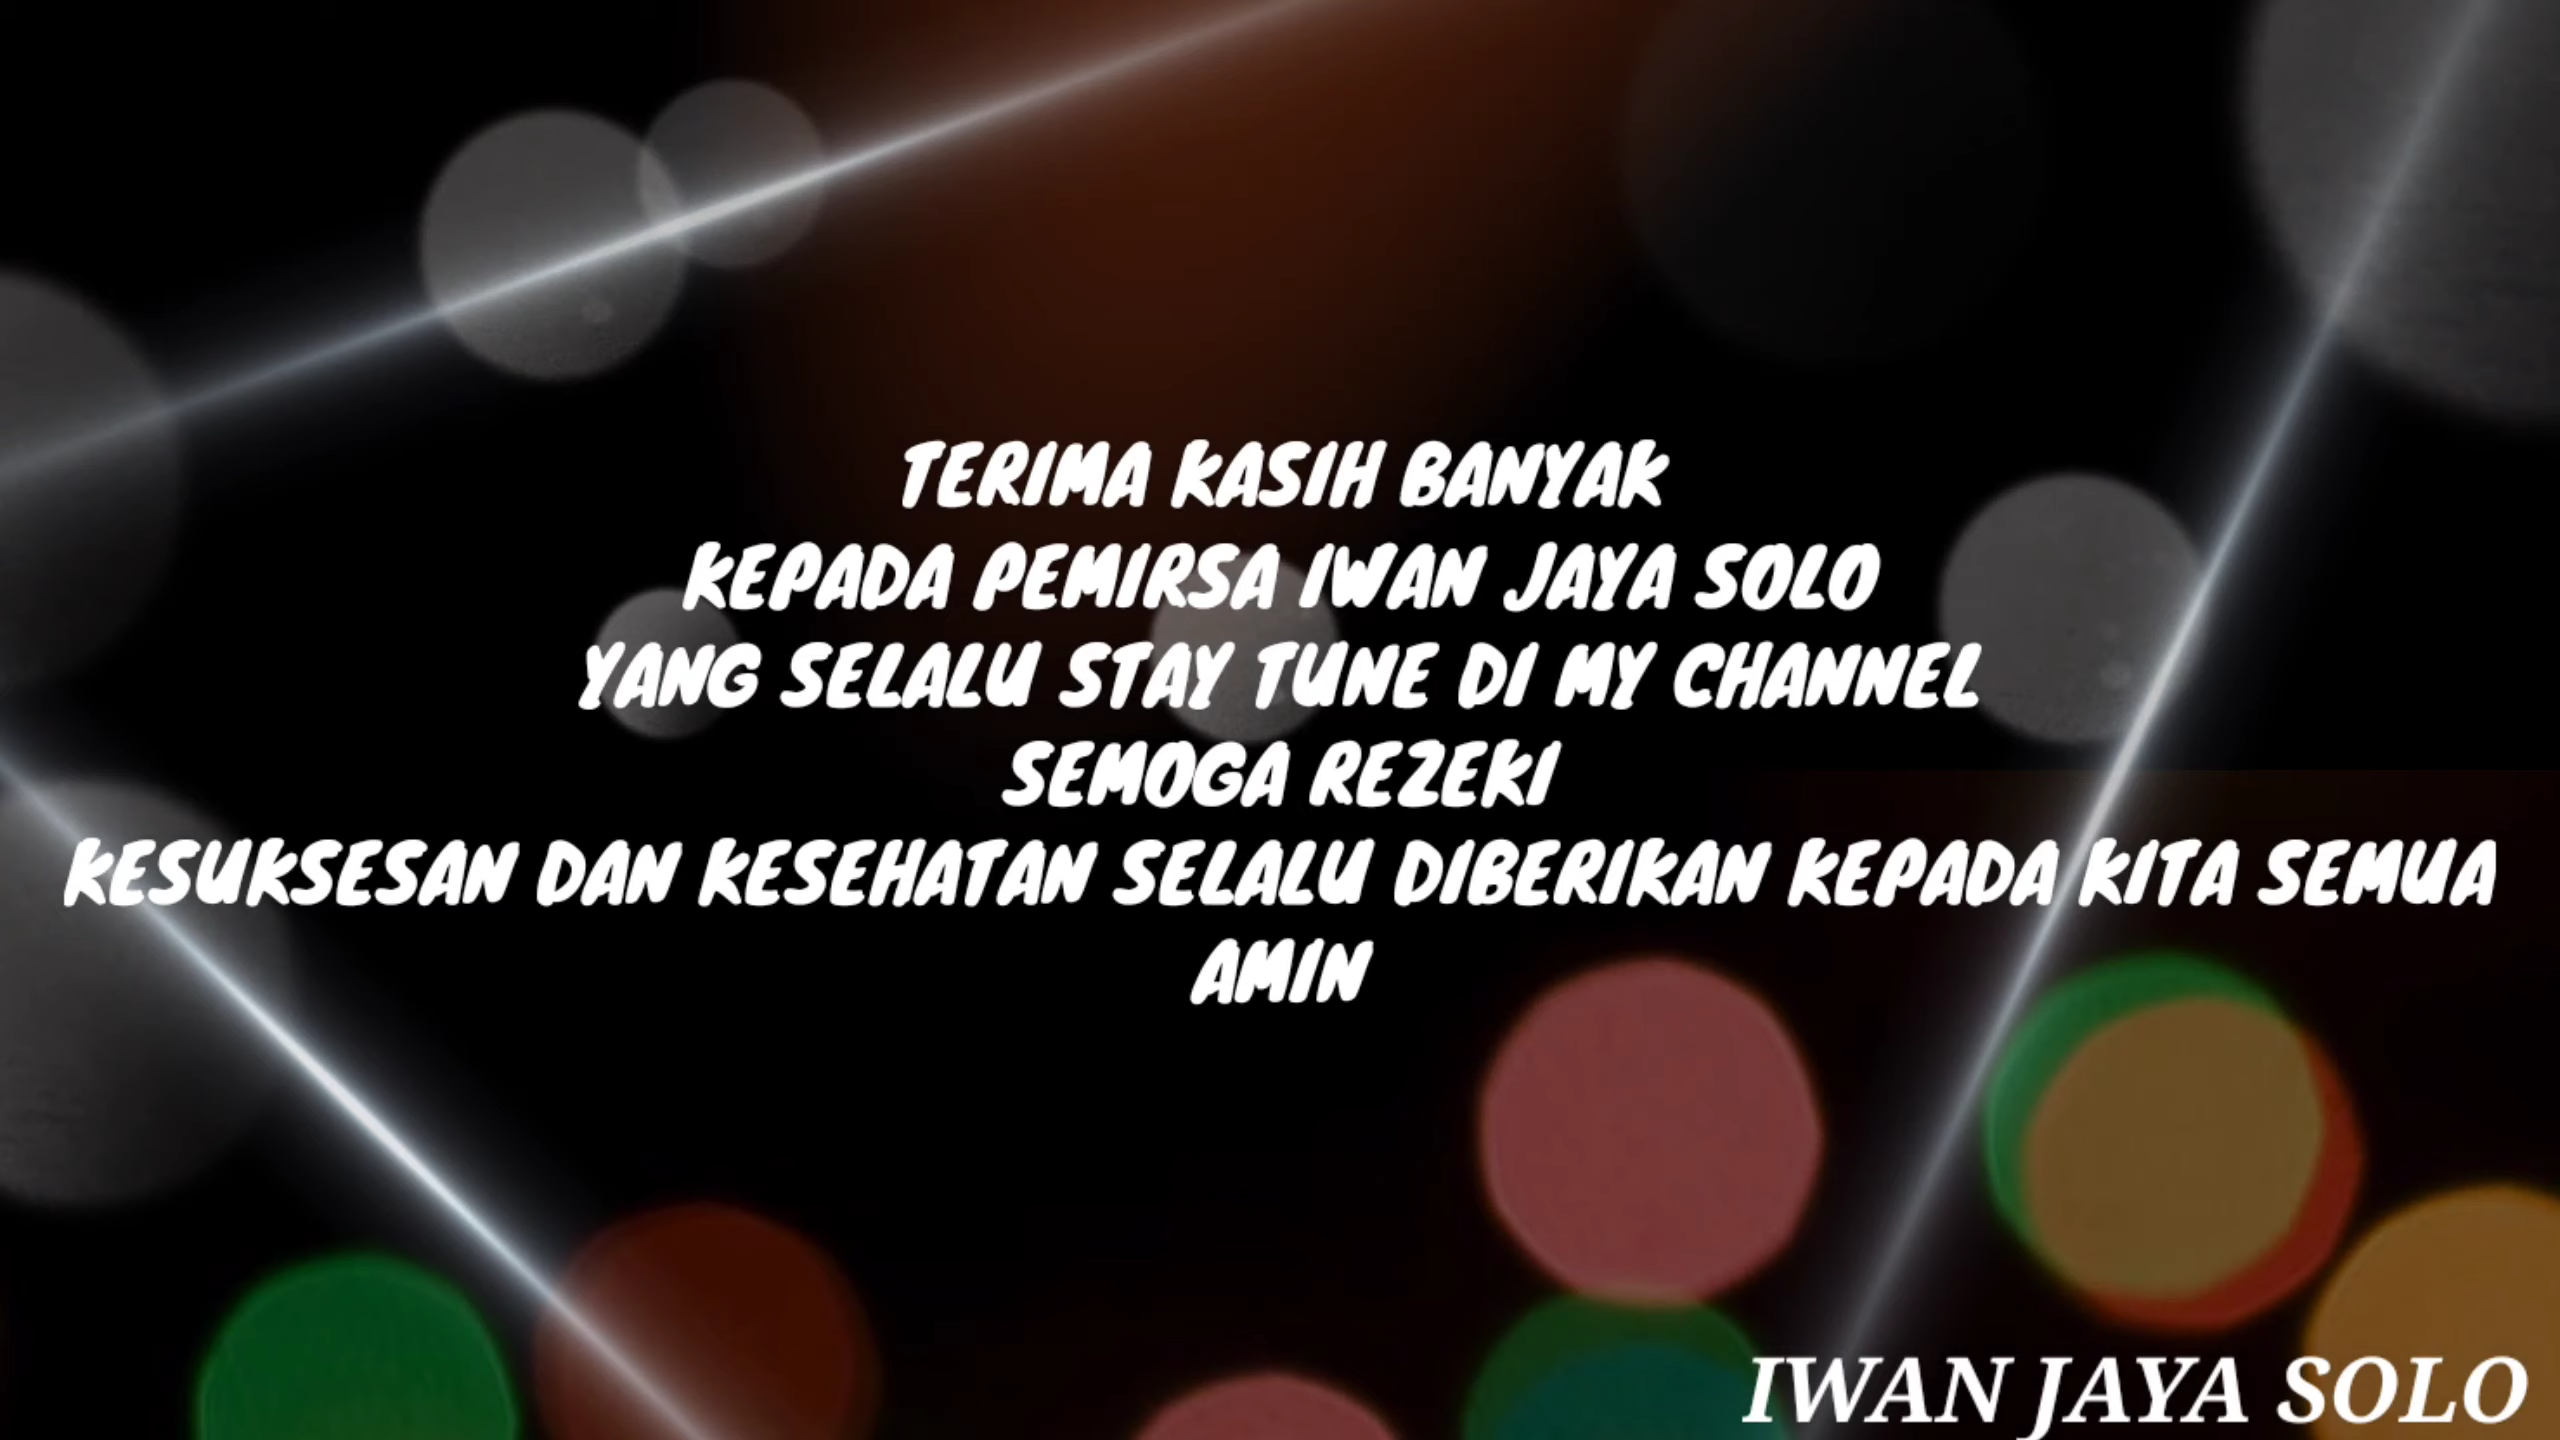 TERIMA KASIH BANYAK
KEPADA PEMIRSA IWAN JAYA SOLO
YANG SELALU STAY TUNE DI MY CHANNEL
SEMOGA REZEKI
KESUKSESAN DAN KESEHATAN SELALU DIBERIKAN KEPADA KITA SEMUA
AMIN
IWAN JAYA SOLO